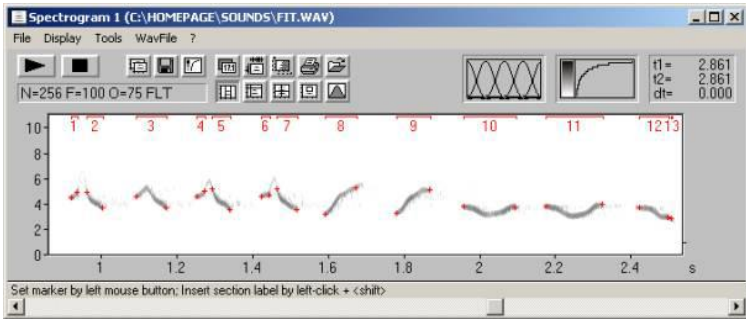 Spectrogram 1 (C:\HOMEPAGE\SOUNDS\FIT.WAV)
File Display Tools WavFile ?
N=256 F=100 O=75 FLT
t1= 2.861
t2= 2.861
dt= 0.000
1 2 3 4 5 6 7 8 9 10 11 12 13
10
8
6
4
2
0
1 1.2 1.4 1.6 1.8 2 2.2 2.4 s
Set marker by left mouse button; Insert section label by left-click + <shift>